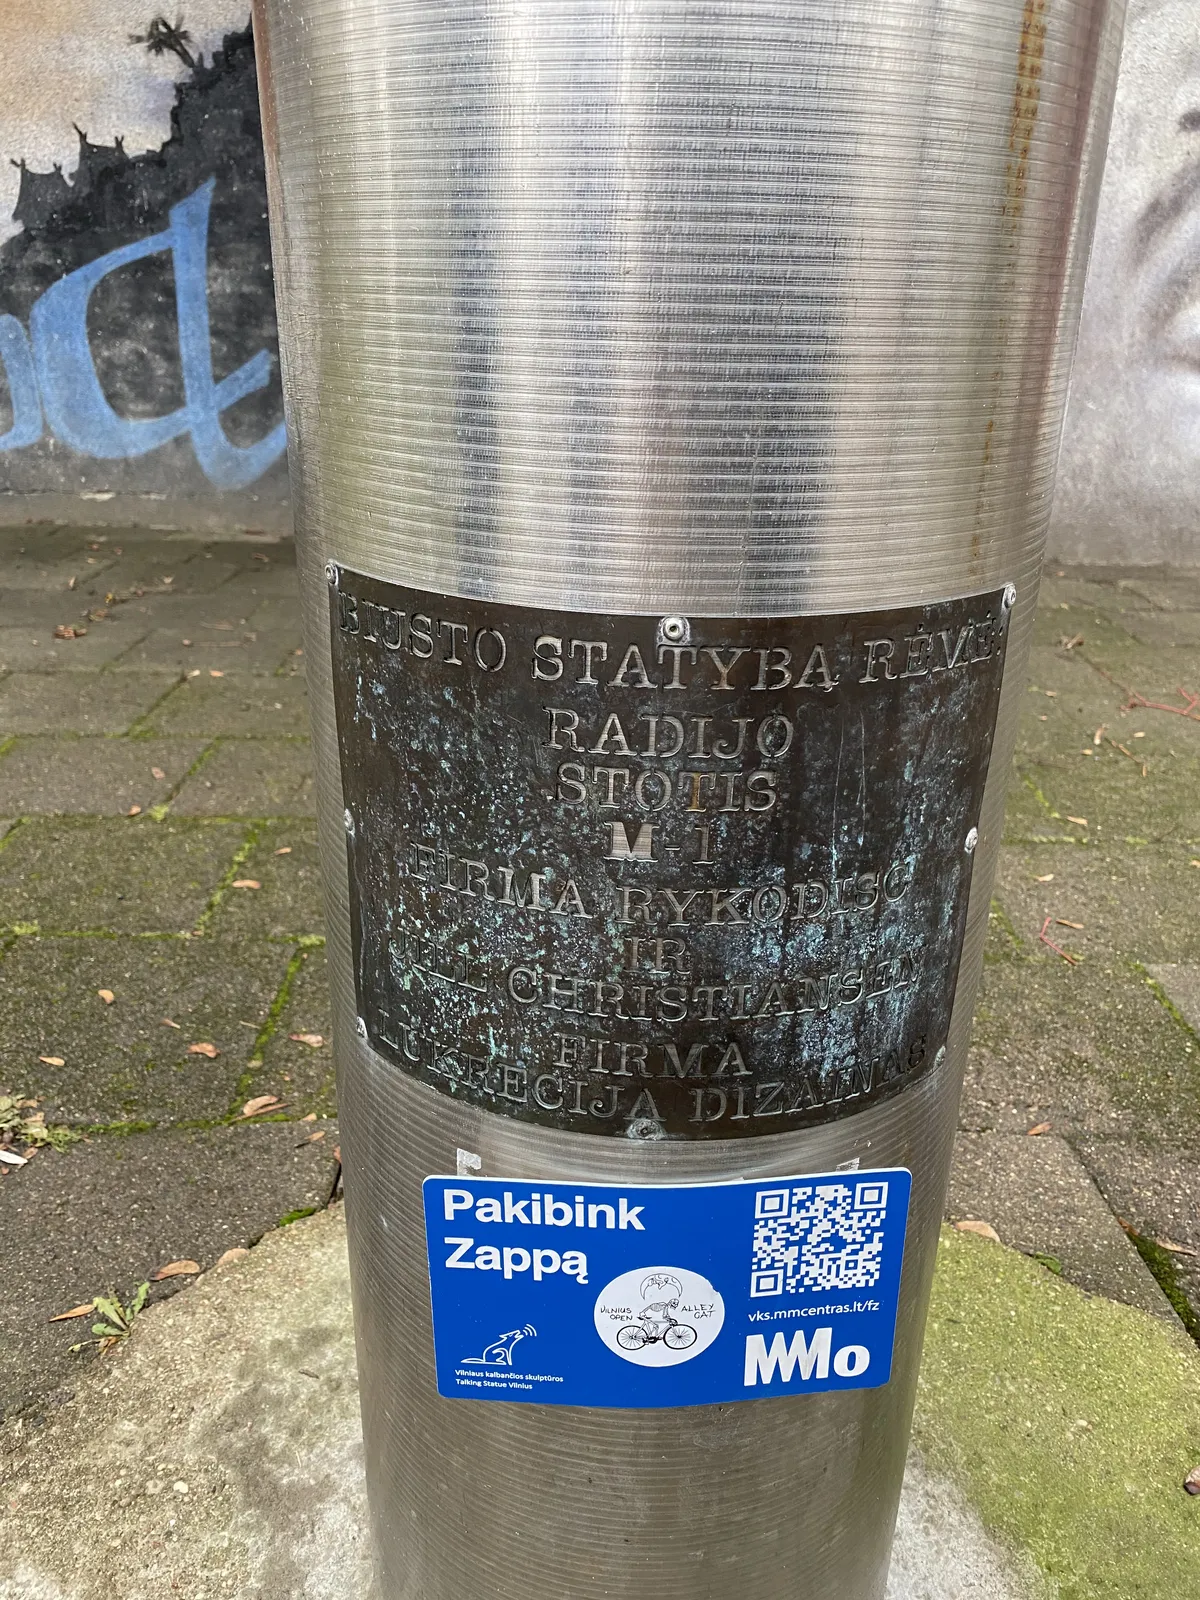 BIUSTO STATYBĄ RĖMĖ:
RADIJO
STOTIS
M-1
FIRMA RYKODISC
IR
JILL CHRISTIANSEN
FIRMA
LUKRECIJA DIZAINAS
Pakibink
Zappą
VILNIUS
OPEN
ALLEY
CAT
vks.mmcentras.lt/fz
MMo
Vilniaus kalbančios skulptūros
Talking Statue Vilnius